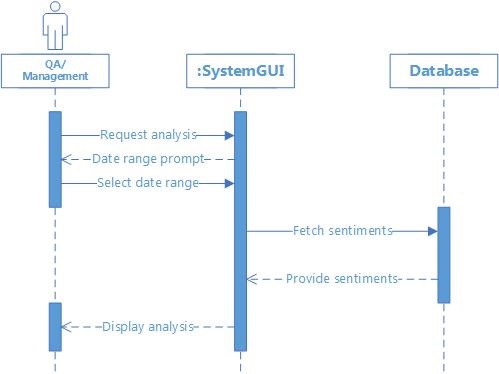 QA/
Management
:SystemGUI
Database
Request analysis
Date range prompt
Select date range
Fetch sentiments
Provide sentiments
Display analysis